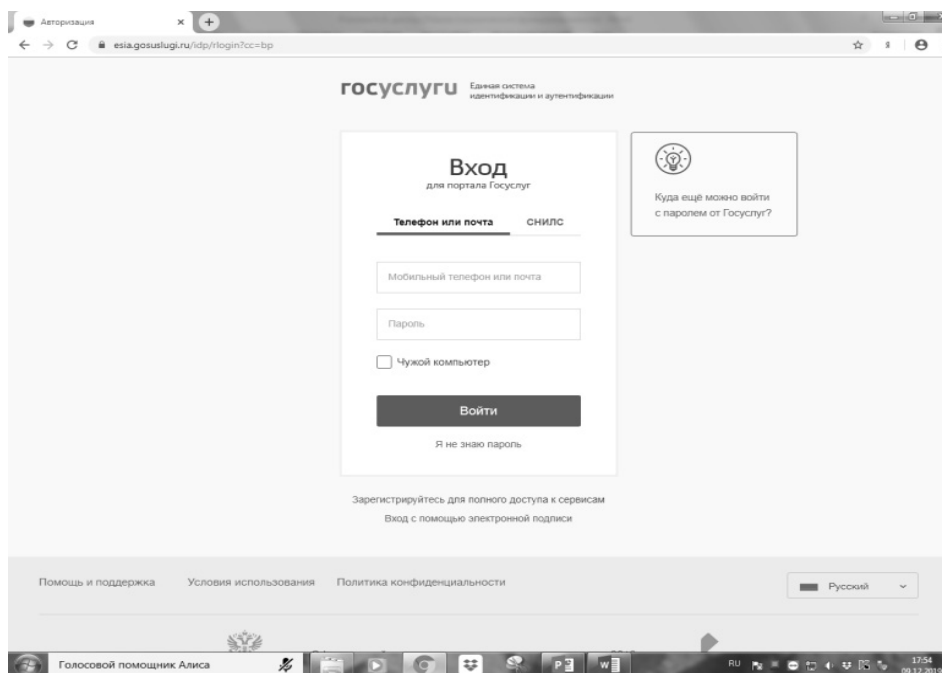 Авторизация
esia.gosuslugi.ru/idp/rlogin?cc=bp
госуслуги
Единая система
идентификации и аутентификации
Вход
для портала Госуслуг
Телефон или почта СНИЛС
Мобильный телефон или почта
Пароль
Чужой компьютер
Войти
Я не знаю пароль
Куда ещё можно войти
с паролем от Госуслуг?
Зарегистрируйтесь для полного доступа к сервисам
Вход с помощью электронной подписи
Помощь и поддержка Условия использования Политика конфиденциальности
Русский
Голосовой помощник Алиса
RU
17:54
09.12.2019